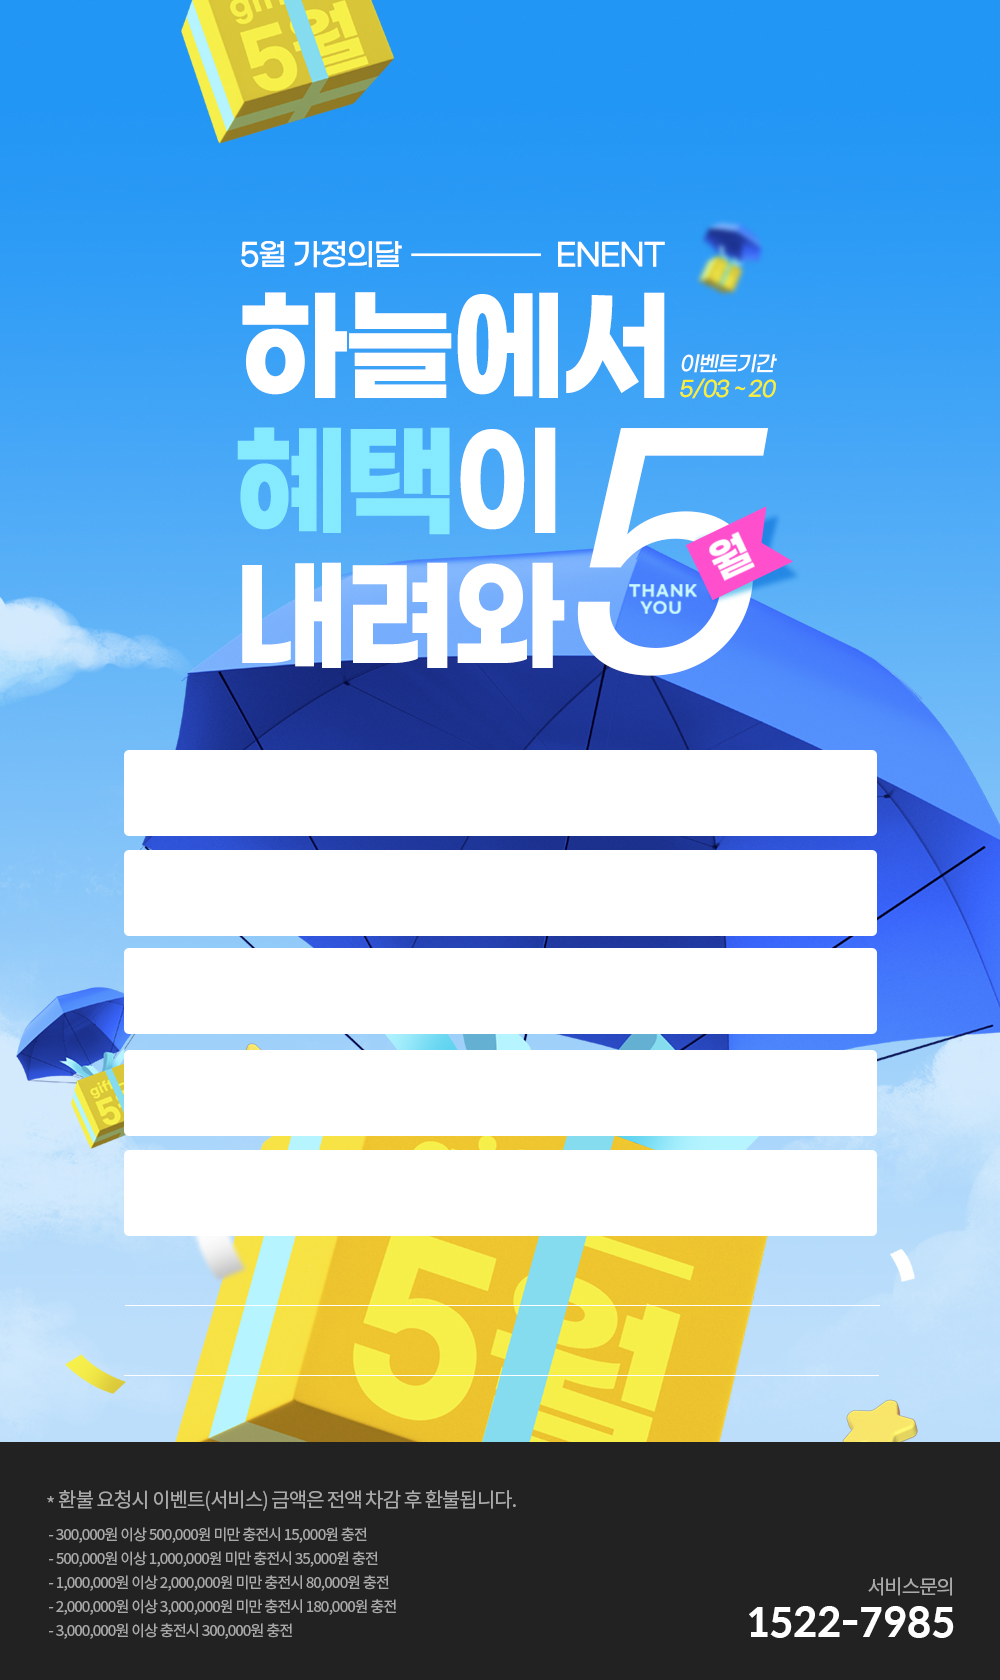 gift
5월
5월 가정의달 ENENT
하늘에서
이벤트기간
5/03 ~ 20
혜택이
내려와 5
월
THANK
YOU
gift
5
5월
* 환불 요청시 이벤트(서비스) 금액은 전액 차감 후 환불됩니다.
- 300,000원 이상 500,000원 미만 충전시 15,000원 충전
- 500,000원 이상 1,000,000원 미만 충전시 35,000원 충전
- 1,000,000원 이상 2,000,000원 미만 충전시 80,000원 충전
- 2,000,000원 이상 3,000,000원 미만 충전시 180,000원 충전
- 3,000,000원 이상 충전시 300,000원 충전
서비스문의
1522-7985